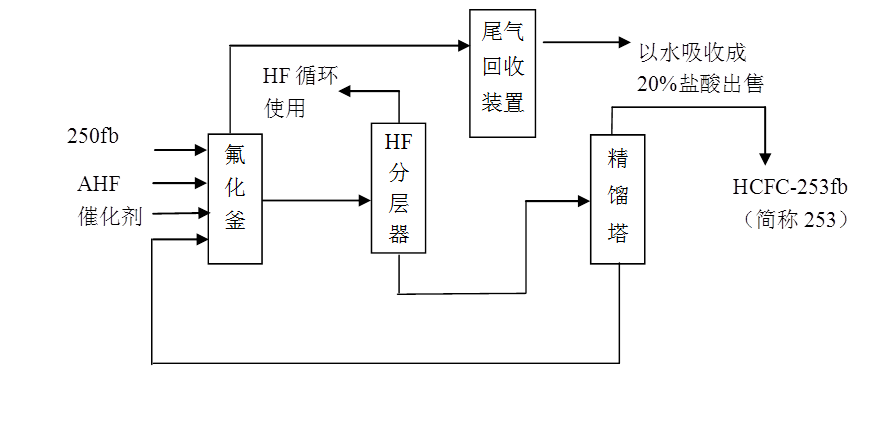 尾气
回收
装置
以水吸收成
20%盐酸出售
HF 循环
使用
250fb
AHF
催化剂
氟
化
釜
HF
分
层
器
精
馏
塔
HCFC-253fb
（简称 253）